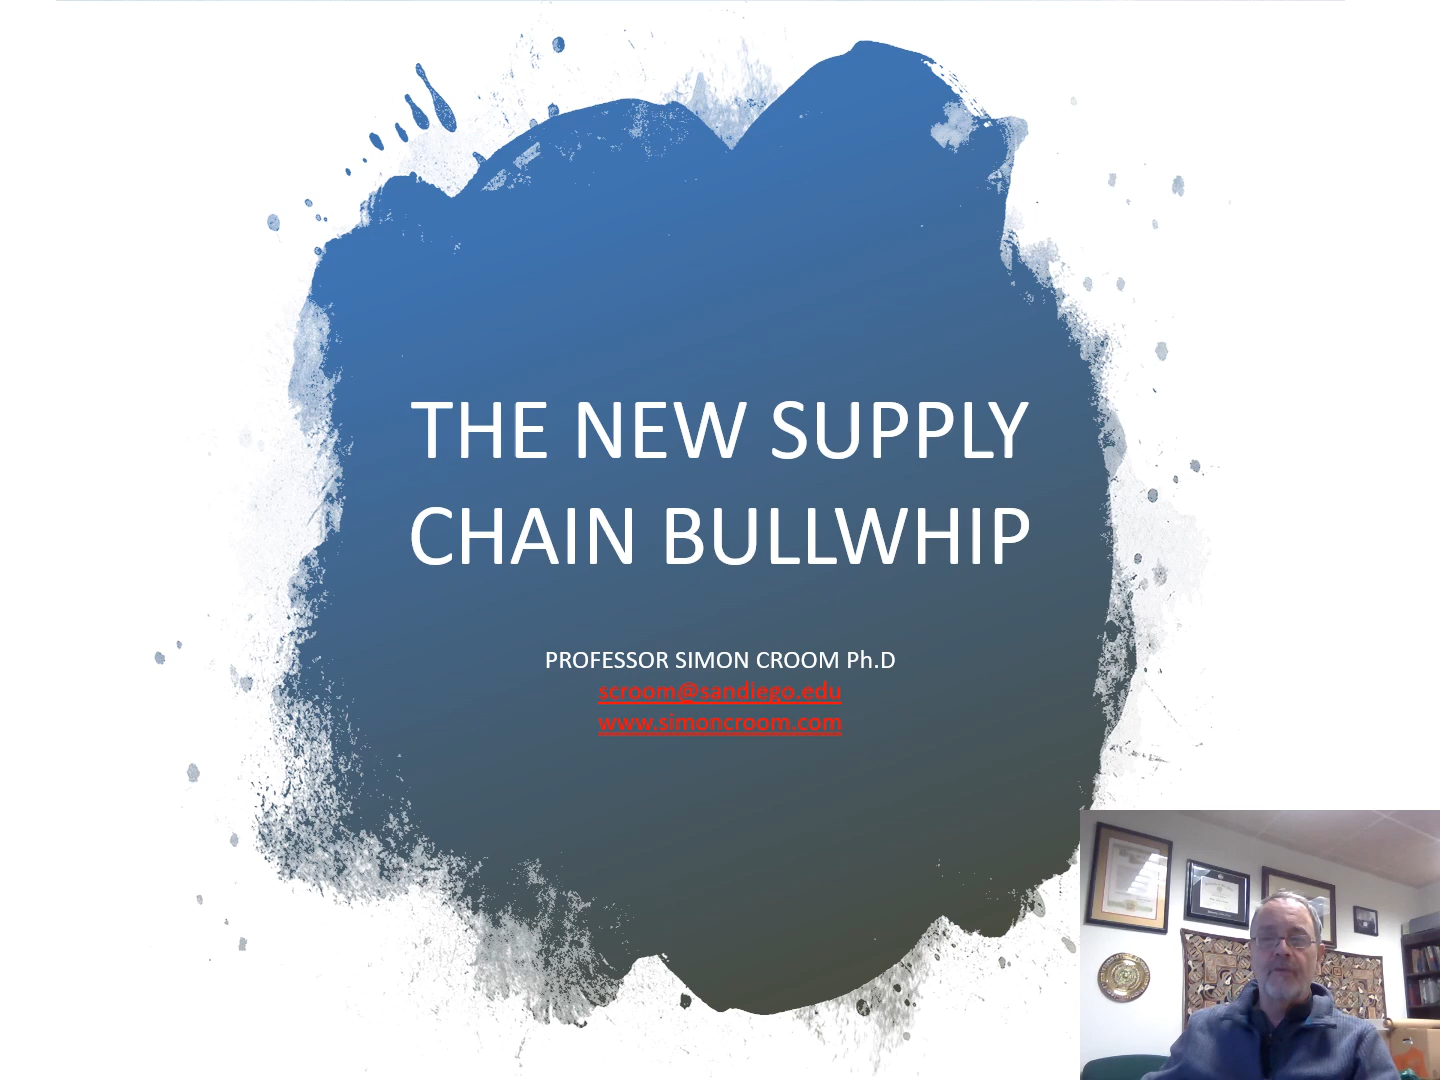 THE NEW SUPPLY
CHAIN BULLWHIP
PROFESSOR SIMON CROOM Ph.D
scroom@sandiego.edu
www.simoncroom.com